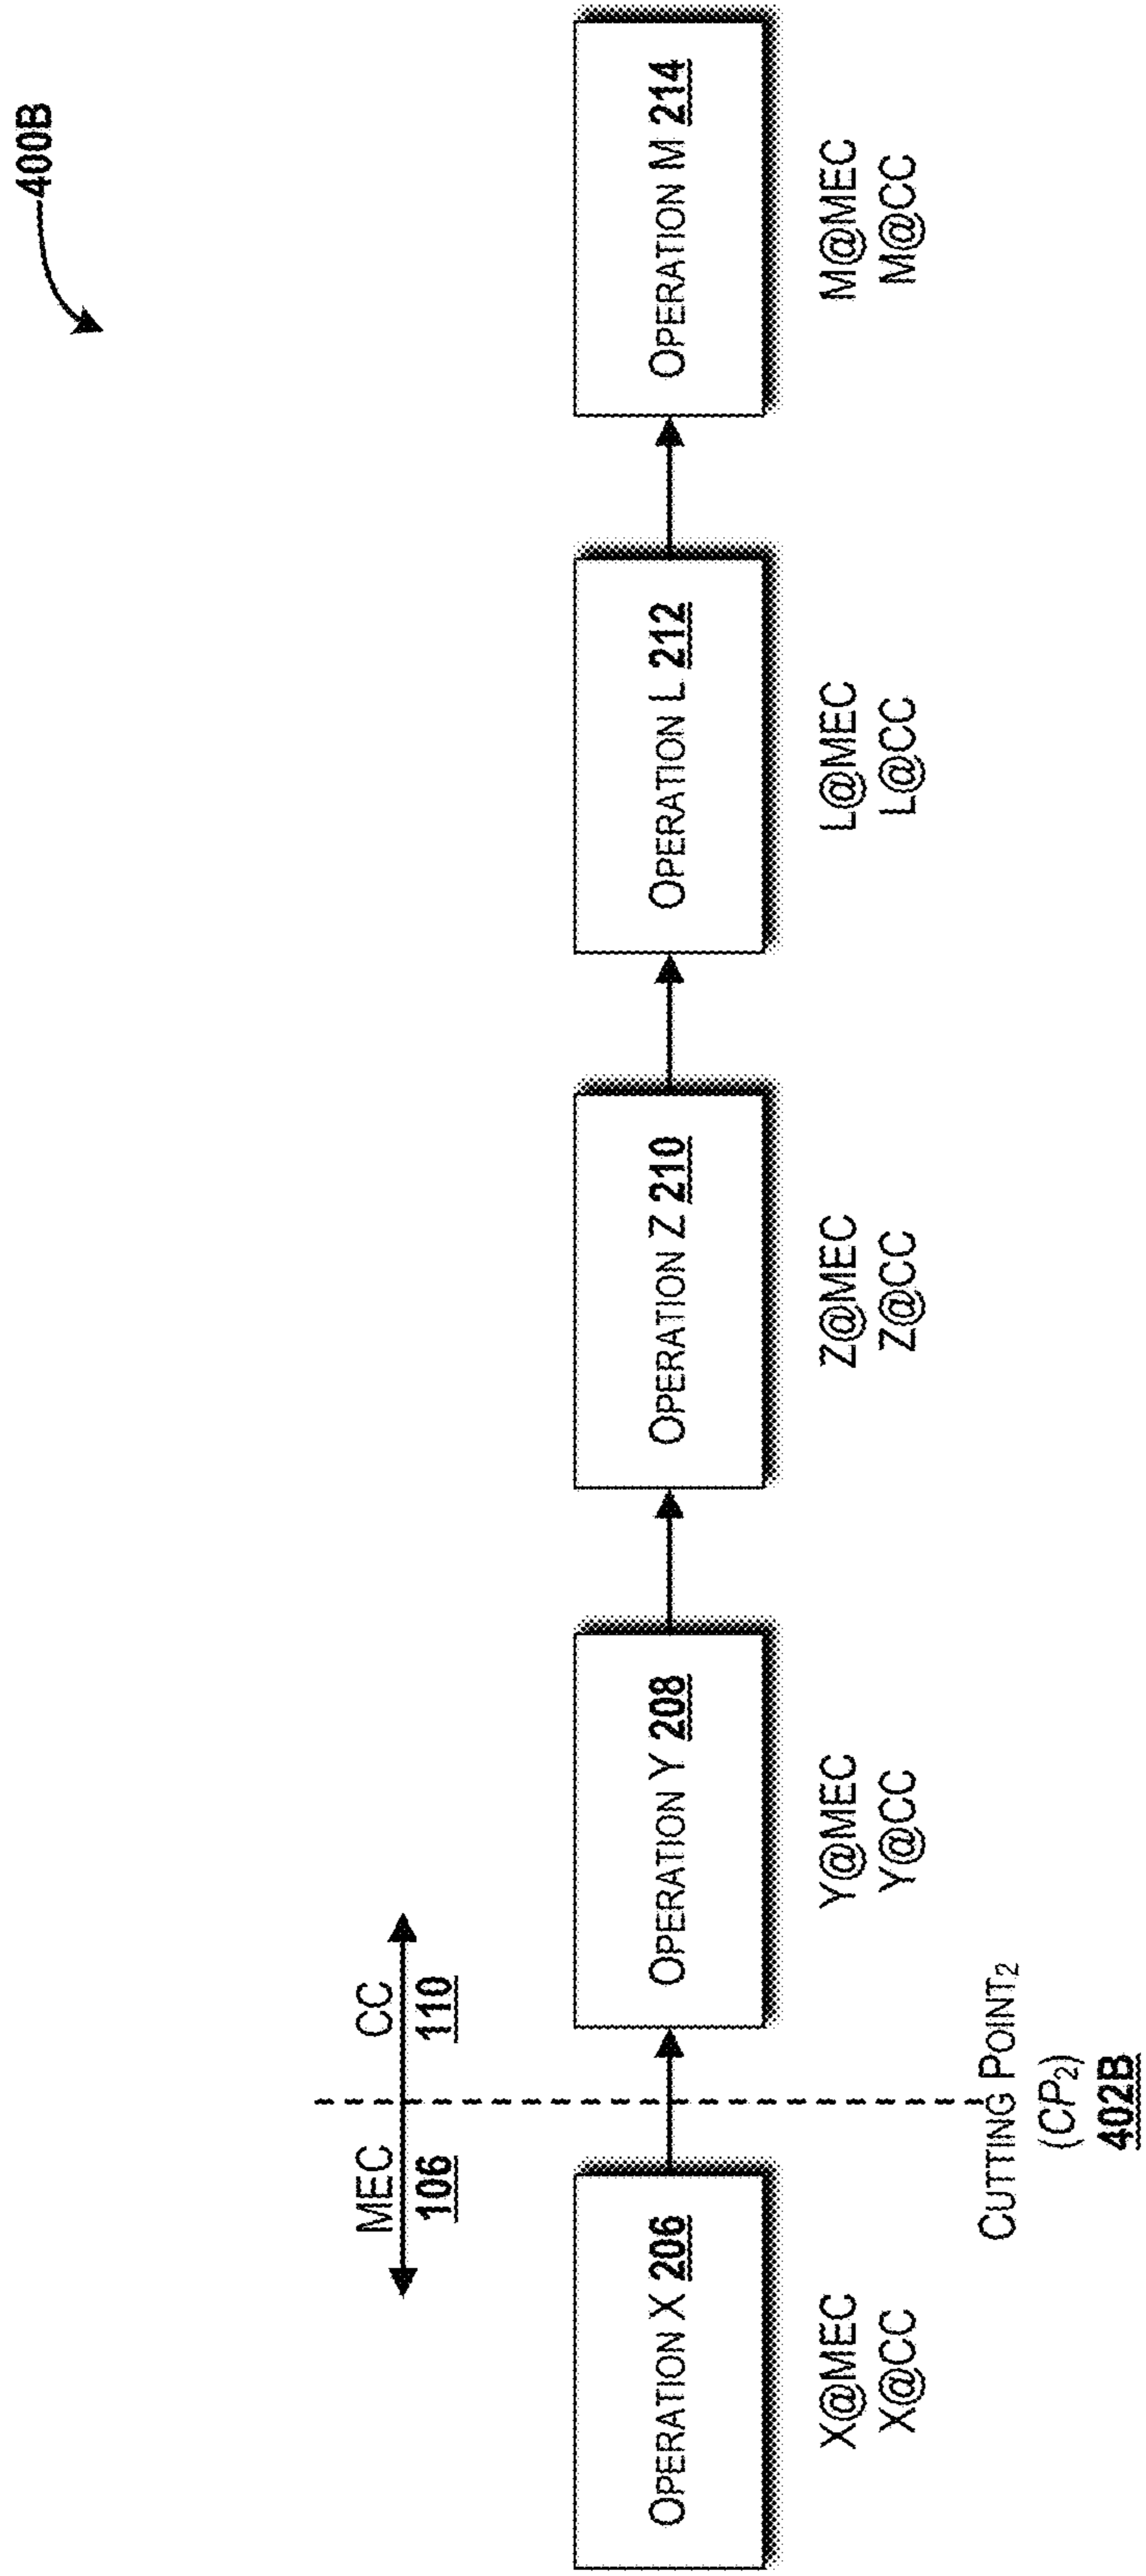 400B
MEC CC
106 110
OPERATION X 206
OPERATION Y 208
OPERATION Z 210
OPERATION L 212
OPERATION M 214
X@MEC
X@CC
Y@MEC
Y@CC
Z@MEC
Z@CC
L@MEC
L@CC
M@MEC
M@CC
CUTTING POINT₂
(CP₂)
402B